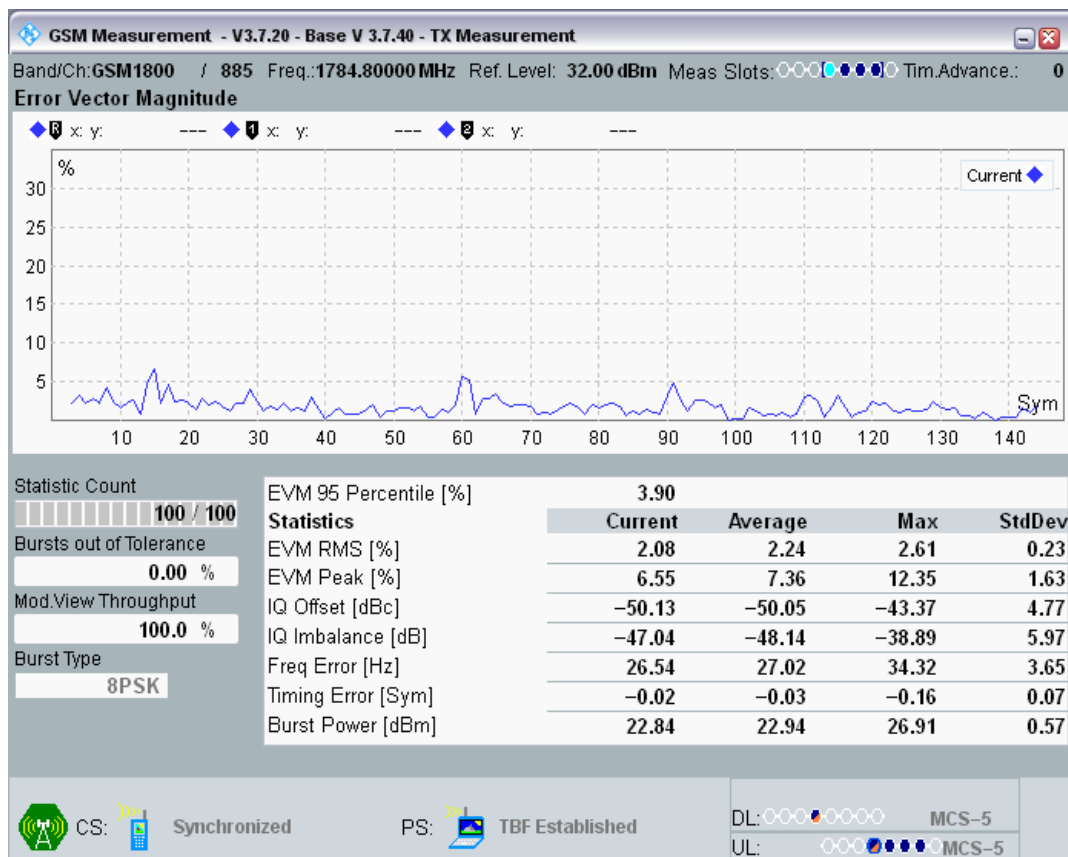 GSM Measurement - V3.7.20 - Base V 3.7.40 - TX Measurement
Band/Ch:GSM1800 / 885 Freq.:1784.80000 MHz Ref. Level: 32.00 dBm Meas Slots: Tim.Advance.: 0
Error Vector Magnitude
R x: y: --- 1 x: y: --- 2 x: y: ---
%
Current
30
25
20
15
10
5
Sym
10 20 30 40 50 60 70 80 90 100 110 120 130 140
Statistic Count
100 / 100
Bursts out of Tolerance
0.00 %
Mod.View Throughput
100.0 %
Burst Type
8PSK
EVM 95 Percentile [%] 3.90
Statistics Current Average Max StdDev
EVM RMS [%] 2.08 2.24 2.61 0.23
EVM Peak [%] 6.55 7.36 12.35 1.63
IQ Offset [dBc] −50.13 −50.05 −43.37 4.77
IQ Imbalance [dB] −47.04 −48.14 −38.89 5.97
Freq Error [Hz] 26.54 27.02 34.32 3.65
Timing Error [Sym] −0.02 −0.03 −0.16 0.07
Burst Power [dBm] 22.84 22.94 26.91 0.57
CS: Synchronized PS: TBF Established
DL: MCS−5
UL: MCS−5